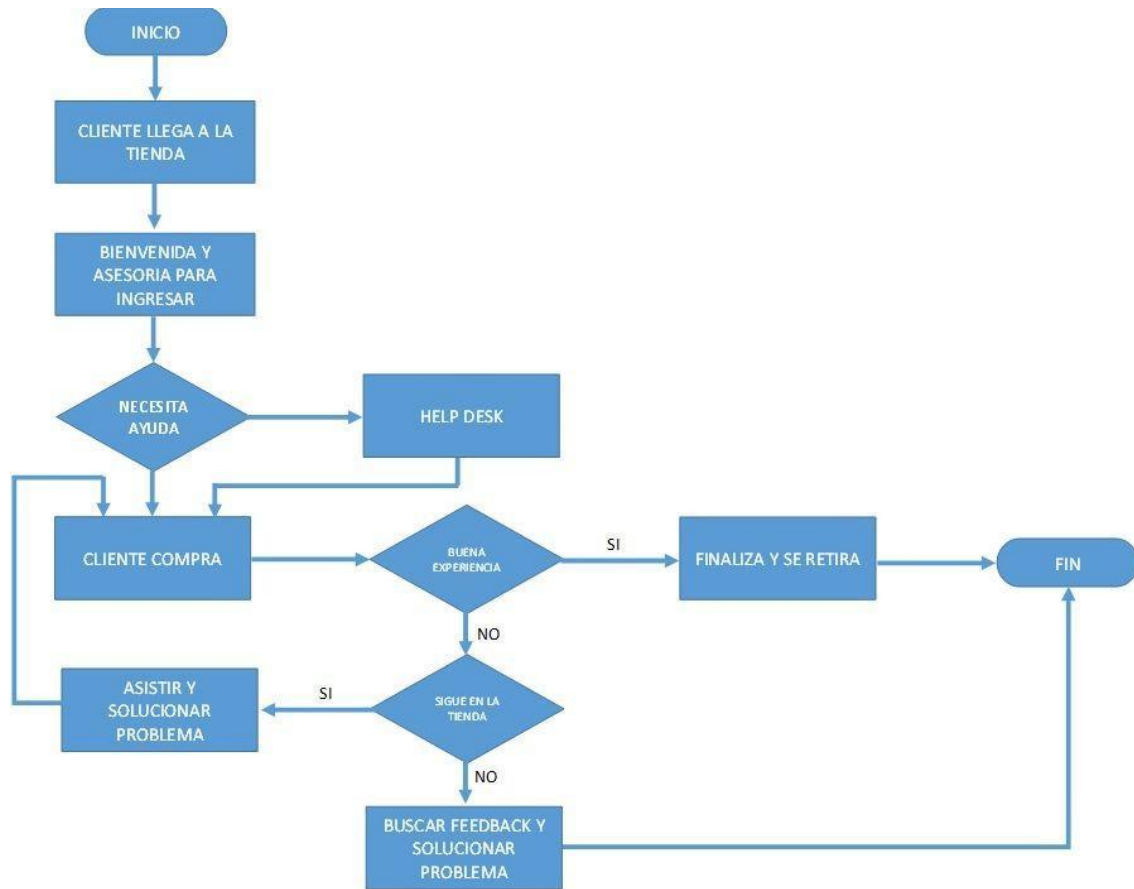 INICIO
CLIENTE LLEGA A LA
TIENDA
BIENVENIDA Y
ASESORIA PARA
INGRESAR
NECESITA
AYUDA
HELP DESK
CLIENTE COMPRA
BUENA
EXPERIENCIA
SI
FINALIZA Y SE RETIRA
FIN
NO
ASISTIR Y
SOLUCIONAR
PROBLEMA
SI
SIGUE EN LA
TIENDA
NO
BUSCAR FEEDBACK Y
SOLUCIONAR
PROBLEMA